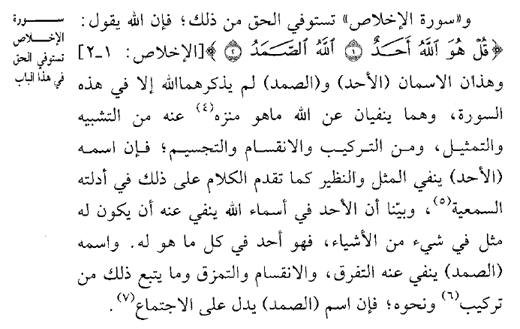 و«سورة الإخلاص» تستوفي الحق من ذلك؛ فإن الله يقول:
﴿قُلْ هُوَ ٱللَّهُ أَحَدٌ ۝١ ٱللَّهُ ٱلصَّمَدُ ۝٢﴾ [الإخلاص: ١-٢]
وهذان الاسمان (الأحد) و(الصمد) لم يذكرهماالله إلا في هذه
السورة، وهما ينفيان عن الله ماهو منزه(٤) عنه من التشبيه
والتمثيل، ومن التركيب والانقسام والتجسيم؛ فإن اسمه
(الأحد) ينفي المثل والنظير كما تقدم الكلام على ذلك في أدلته
السمعية(٥)، وبيّنا أن الأحد في أسماء الله ينفي عنه أن يكون له
مثل في شيء من الأشياء، فهو أحد في كل ما هو له. واسمه
(الصمد) ينفي عنه التفرق، والانقسام والتمزق وما يتبع ذلك من
تركيب(٦) ونحوه؛ فإن اسم (الصمد) يدل على الاجتماع(٧).
سورة
الإخلاص
تستوفي الحق
في هذا الباب